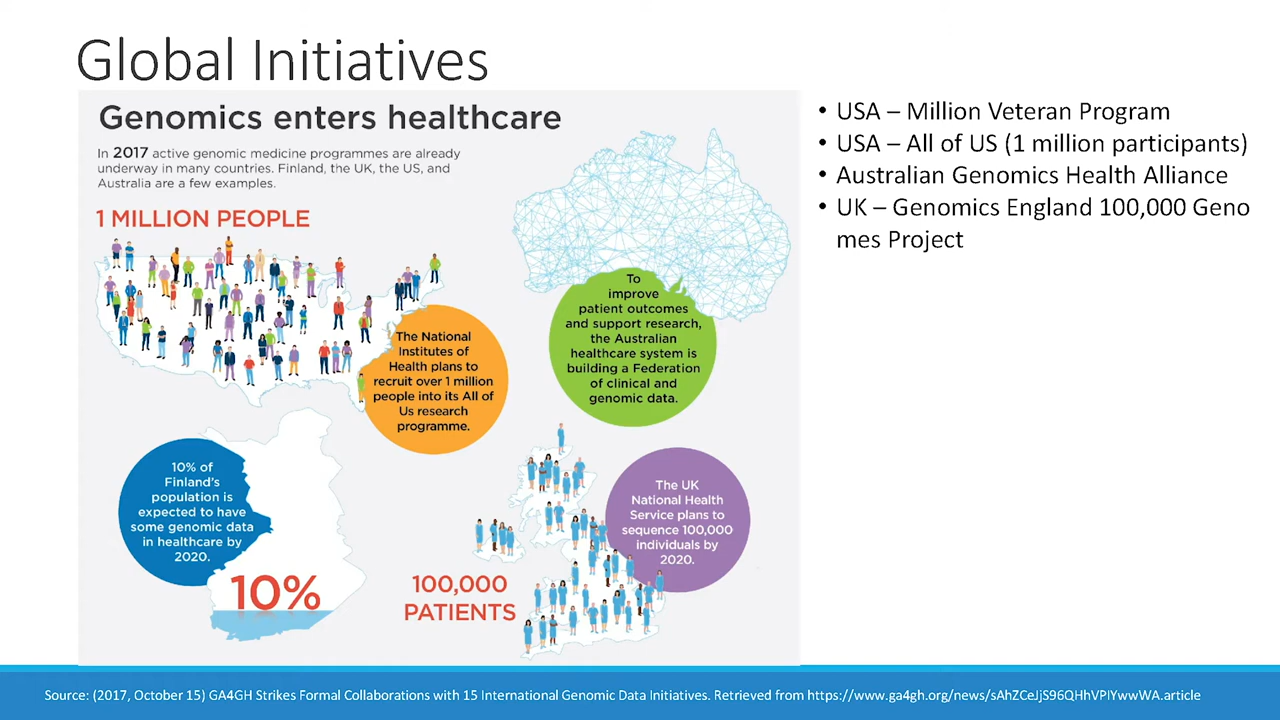 Global Initiatives
Genomics enters healthcare
In 2017 active genomic medicine programmes are already
underway in many countries. Finland, the UK, the US, and
Australia are a few examples.
1 MILLION PEOPLE
The National
Institutes of
Health plans to
recruit over 1 million
people into its All of
Us research
programme.
To
improve
patient outcomes
and support research,
the Australian
healthcare system is
building a Federation
of clinical and
genomic data.
10% of
Finland's
population is
expected to have
some genomic data
in healthcare by
2020.
10%
100,000
PATIENTS
The UK
National Health
Service plans to
sequence 100,000
individuals by
2020.
• USA – Million Veteran Program
• USA – All of US (1 million participants)
• Australian Genomics Health Alliance
• UK – Genomics England 100,000 Geno
mes Project
Source: (2017, October 15) GA4GH Strikes Formal Collaborations with 15 International Genomic Data Initiatives. Retrieved from https://www.ga4gh.org/news/sAhZCeJjS96QHhVPIYwwWA.article